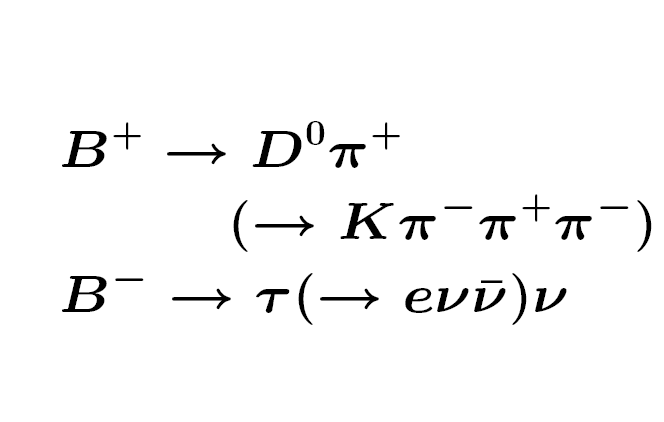 B⁺ → D⁰π⁺
(→ Kπ⁻π⁺π⁻)
B⁻ → τ(→ eνν̄)ν